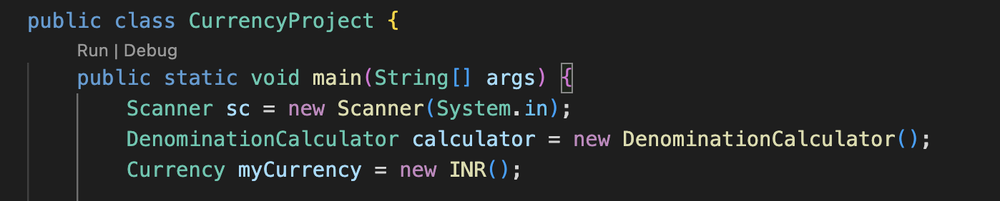 public class CurrencyProject {
Run | Debug
public static void main(String[] args) {
Scanner sc = new Scanner(System.in);
DenominationCalculator calculator = new DenominationCalculator();
Currency myCurrency = new INR();